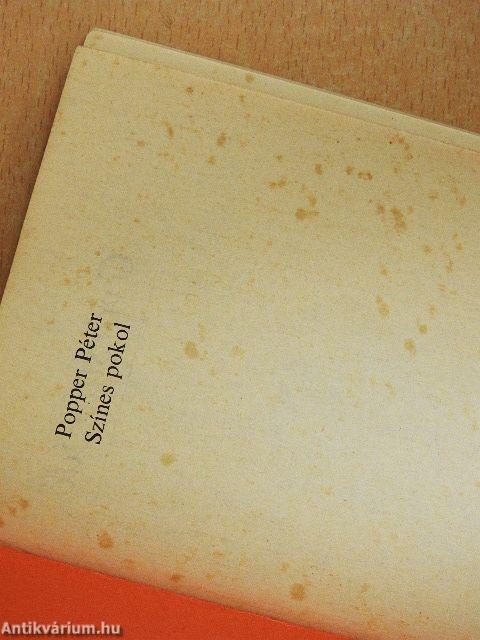 Popper Péter
Színes pokol
Antikvárium.hu